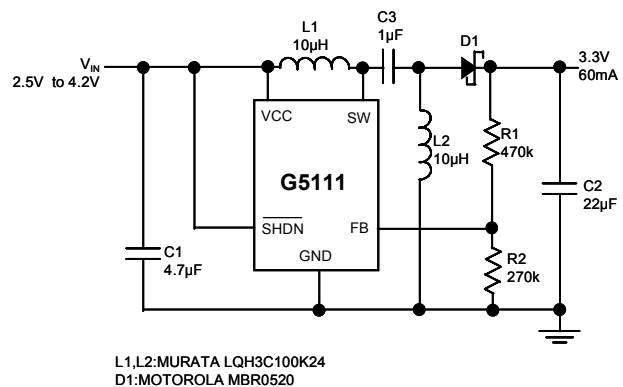 L1
10µH
C3
1µF
D1
VIN
2.5V to 4.2V
3.3V
60mA
VCC
SW
L2
10µH
R1
470k
G5111
C2
22µF
SHDN
FB
C1
4.7µF
GND
R2
270k
L1,L2:MURATA LQH3C100K24
D1:MOTOROLA MBR0520